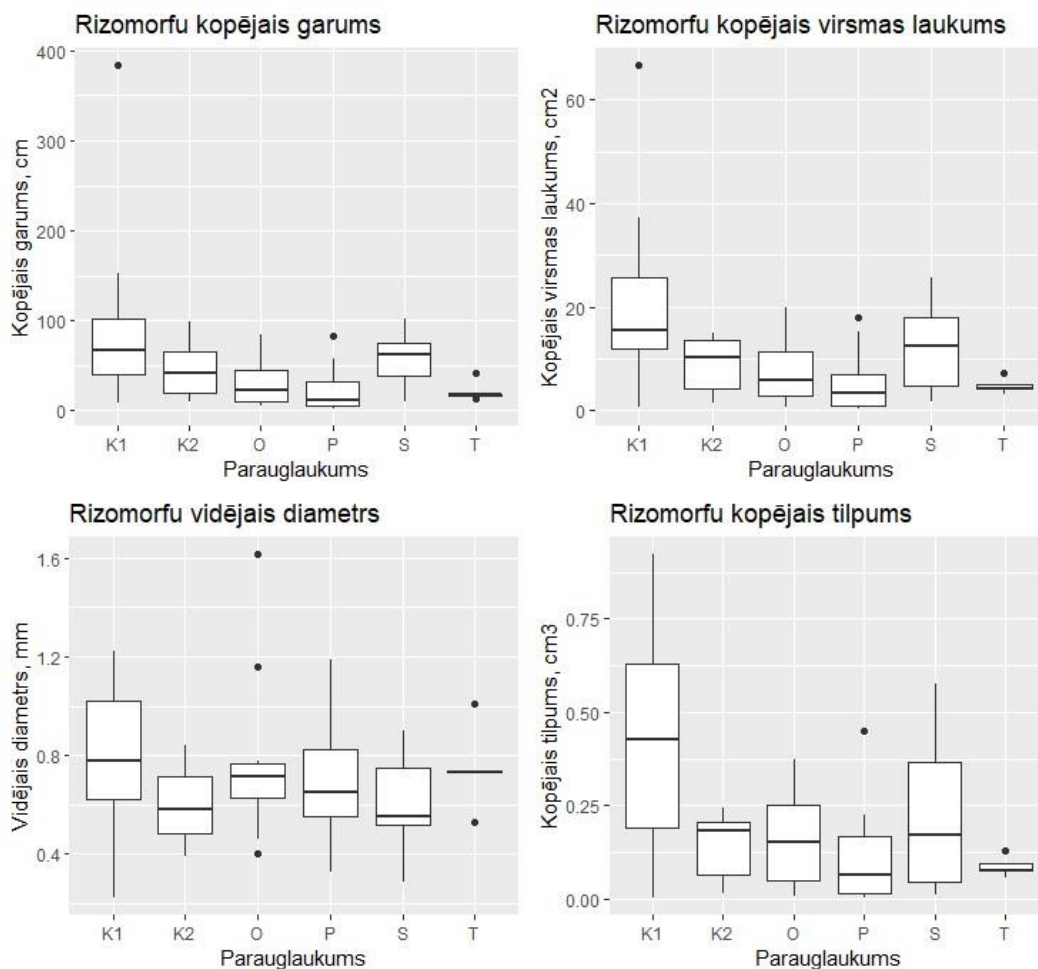 Rizomorfu kopējais garums
Kopējais garums, cm
400
300
200
100
0
K1 K2 O P S T
Parauglaukums
Rizomorfu kopējais virsmas laukums
Kopējais virsmas laukums, cm2
60
40
20
0
K1 K2 O P S T
Parauglaukums
Rizomorfu vidējais diametrs
Vidējais diametrs, mm
1.6
1.2
0.8
0.4
K1 K2 O P S T
Parauglaukums
Rizomorfu kopējais tilpums
Kopējais tilpums, cm3
0.75
0.50
0.25
0.00
K1 K2 O P S T
Parauglaukums